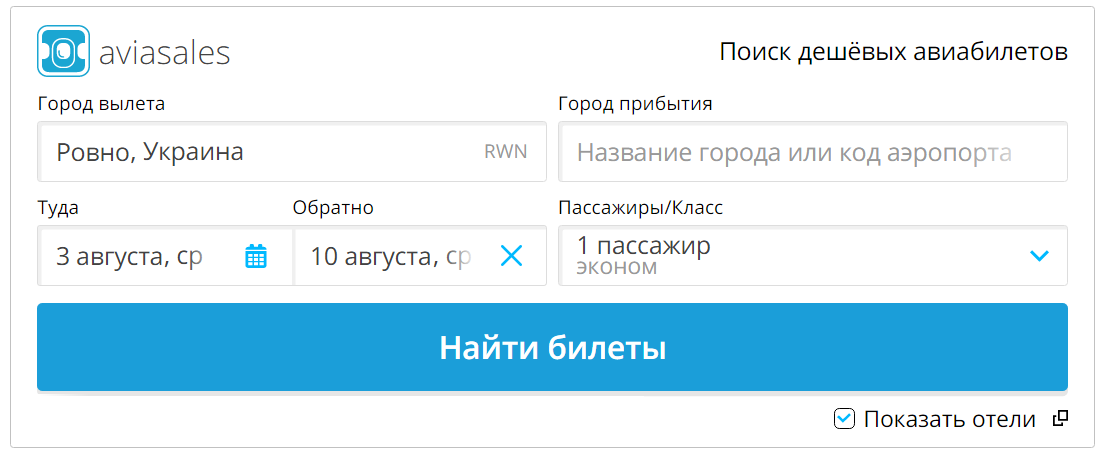 aviasales
Поиск дешёвых авиабилетов
Город вылета
Город прибытия
Ровно, Украина RWN
Название города или код аэропорта
Туда
Обратно
Пассажиры/Класс
3 августа, ср
10 августа, ср
1 пассажир
эконом
Найти билеты
Показать отели